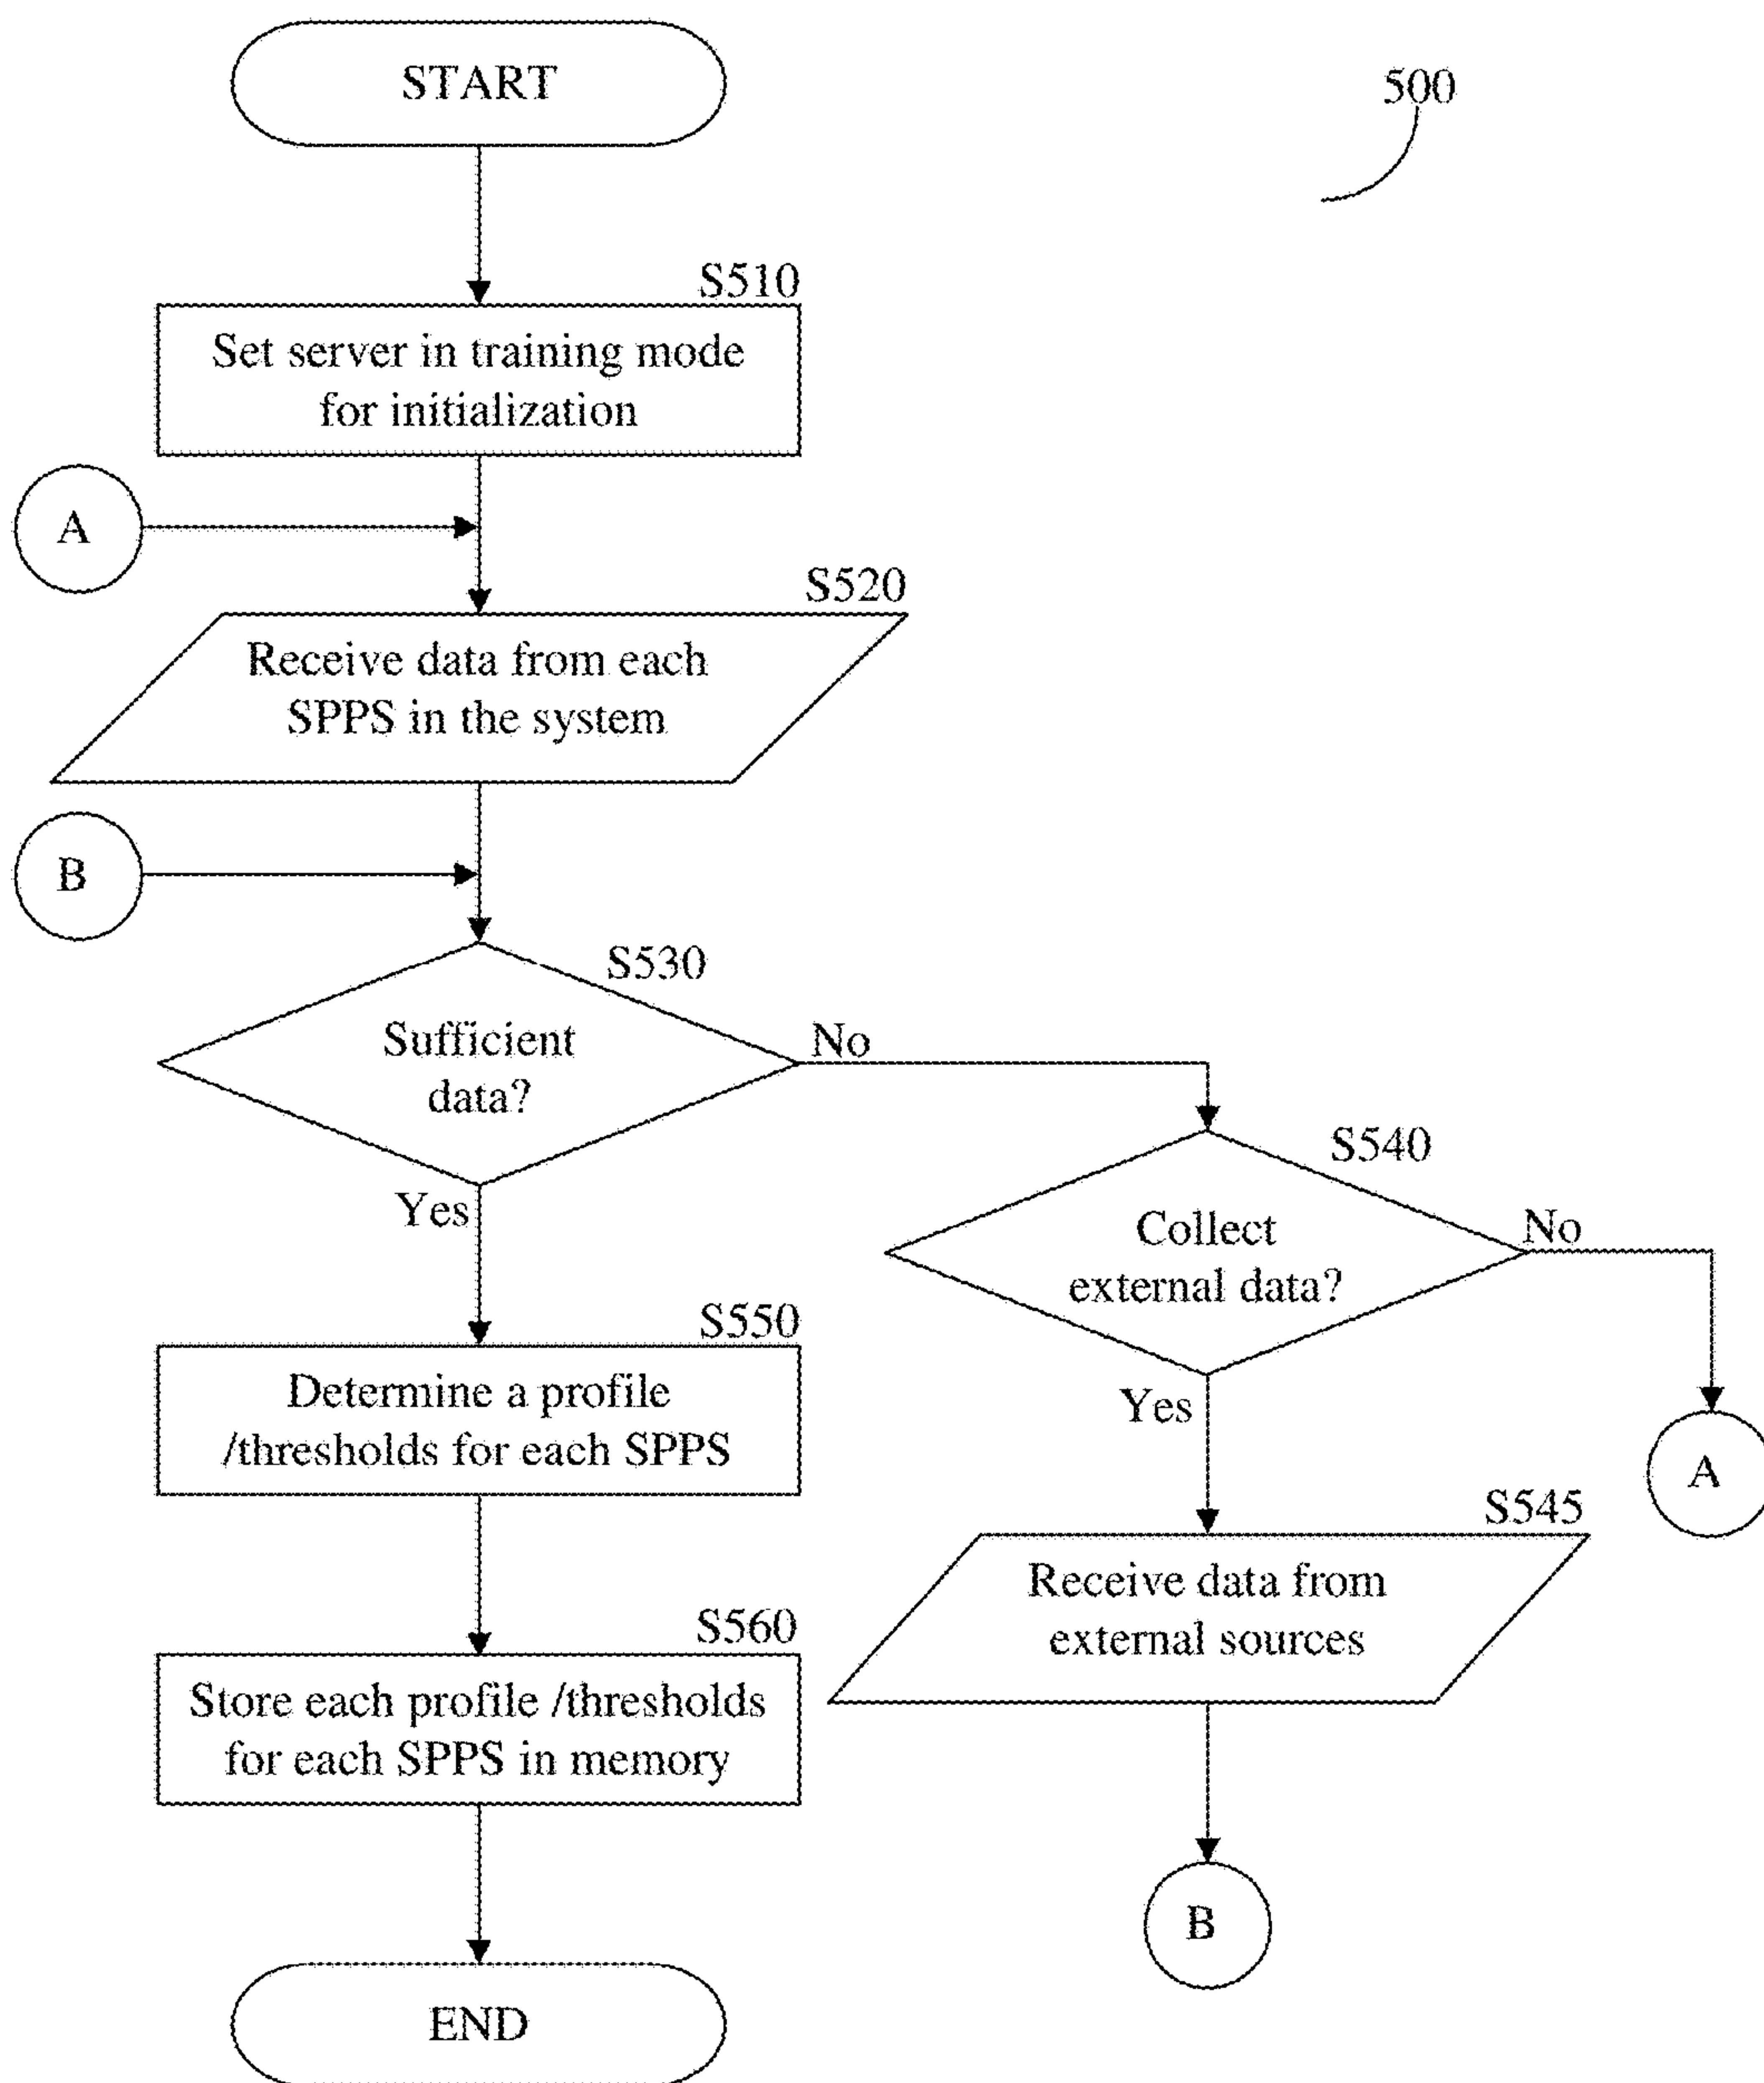 START
500
S510
Set server in training mode
for initialization
A
S520
Receive data from each
SPPS in the system
B
S530
Sufficient
data?
No
Yes
S540
Collect
external data?
No
Yes
A
S550
Determine a profile
/thresholds for each SPPS
S545
Receive data from
external sources
S560
Store each profile /thresholds
for each SPPS in memory
B
END